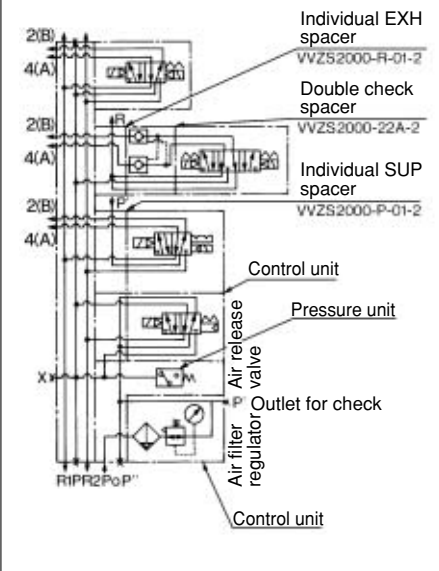 Individual EXH
spacer
VVZS2000-R-01-2
2(B)
4(A)
Double check
spacer
VVZS2000-22A-2
R
2(B)
4(A)
Individual SUP
spacer
VVZS2000-P-01-2
P
2(B)
4(A)
Control unit
Pressure unit
Air release
valve
X
P' Outlet for check
Air filter
regulator
R1PR2PoP''
Control unit